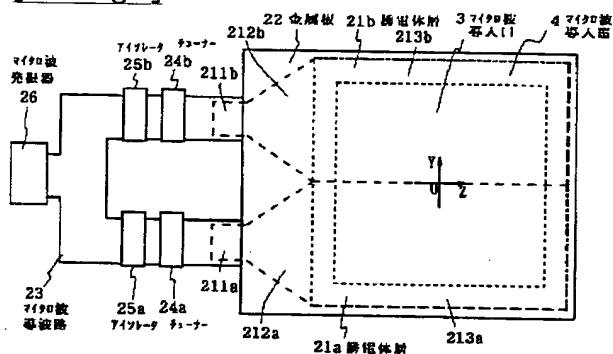 22 金属板
21b 誘電体層
3 マイクロ波導入口
4 マイクロ波導入窓
マイクロ波
発振器
26
アイソレータ
25b
チューナー
24b
212b
211b
213b
Y
O
Z
23
マイクロ波
導波路
25a
アイソレータ
24a
チューナー
211a
212a
21a 誘電体層
213a